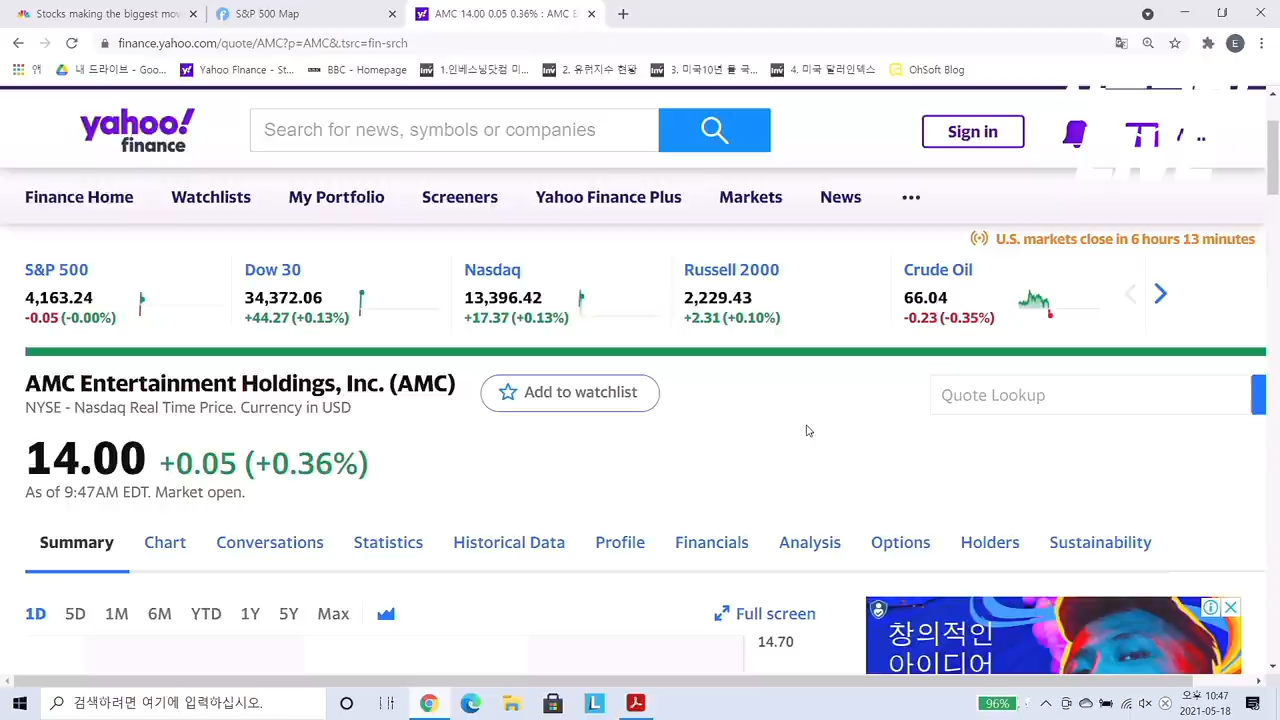 Stocks making the biggest mov
S&P 500 Map
AMC 14.00 0.05 0.36% : AMC E
finance.yahoo.com/quote/AMC?p=AMC&.tsrc=fin-srch
앱
내 드라이브 - Goo...
Yahoo Finance - St...
BBC - Homepage
1.인베스닝닷컴 미...
2. 유럽지수 현황
3. 미국10년 물 국...
4. 미국 달러인덱스
OhSoft Blog
yahoo!
finance
Search for news, symbols or companies
Sign in
Finance Home
Watchlists
My Portfolio
Screeners
Yahoo Finance Plus
Markets
News
U.S. markets close in 6 hours 13 minutes
S&P 500
4,163.24
-0.05 (-0.00%)
Dow 30
34,372.06
+44.27 (+0.13%)
Nasdaq
13,396.42
+17.37 (+0.13%)
Russell 2000
2,229.43
+2.31 (+0.10%)
Crude Oil
66.04
-0.23 (-0.35%)
AMC Entertainment Holdings, Inc. (AMC)
Add to watchlist
Quote Lookup
NYSE - Nasdaq Real Time Price. Currency in USD
14.00 +0.05 (+0.36%)
As of 9:47AM EDT. Market open.
Summary
Chart
Conversations
Statistics
Historical Data
Profile
Financials
Analysis
Options
Holders
Sustainability
1D
5D
1M
6M
YTD
1Y
5Y
Max
Full screen
14.70
창의적인
아이디어
검색하려면 여기에 입력하십시오.
96%
오후 10:47
2021-05-18